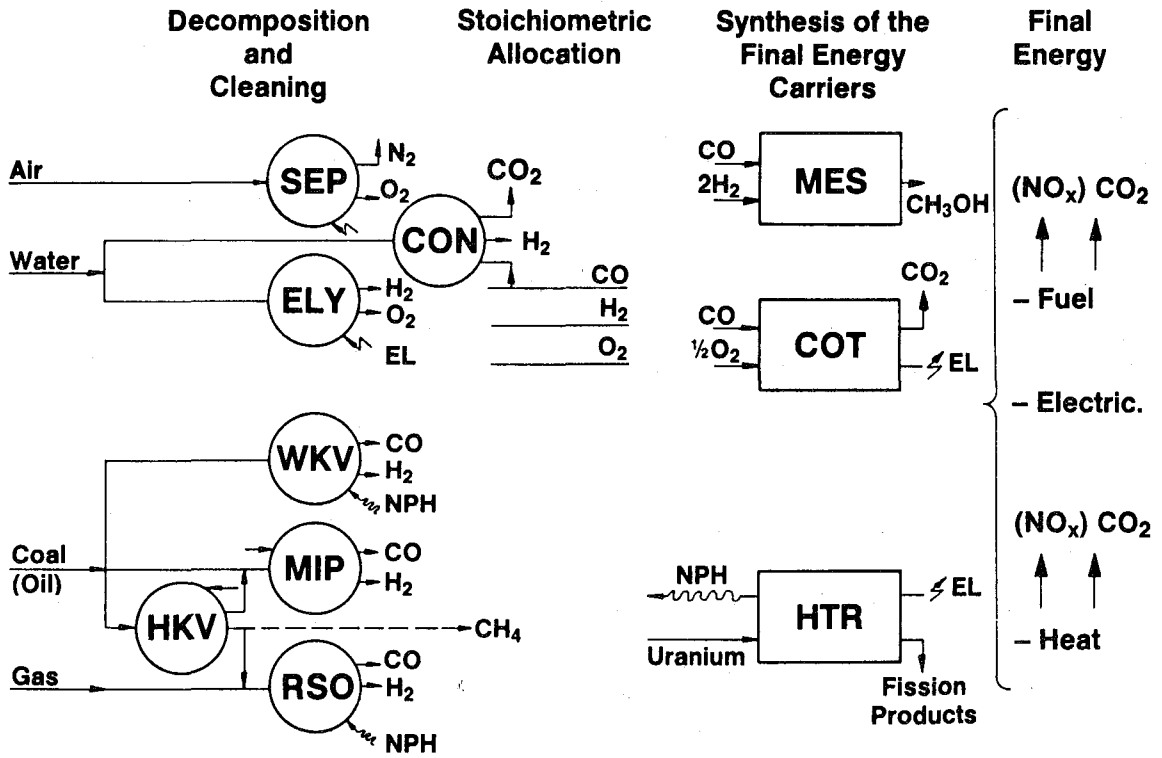 Decomposition
and
Cleaning
Stoichiometric
Allocation
Synthesis of the
Final Energy
Carriers
Final
Energy
Air
SEP
N₂
O₂
Water
ELY
H₂
O₂
EL
CON
CO₂
H₂
CO
H₂
O₂
CO
2H₂
MES
CH₃OH
CO
½O₂
COT
CO₂
EL
(NOₓ) CO₂
– Fuel
– Electric.
WKV
CO
H₂
NPH
Coal
(Oil)
MIP
CO
H₂
HKV
CH₄
Gas
RSO
CO
H₂
NPH
NPH
Uranium
HTR
EL
Fission
Products
(NOₓ) CO₂
– Heat